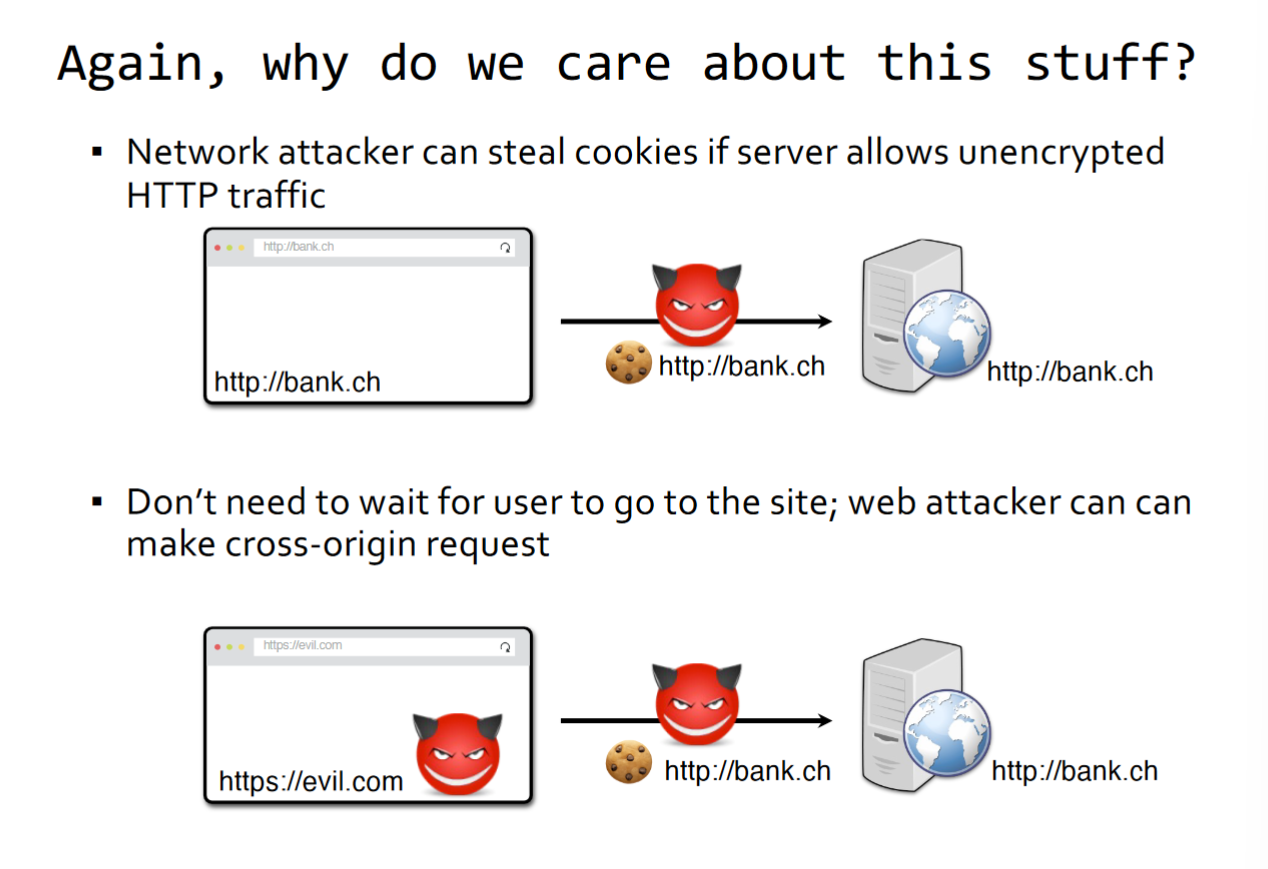 Again, why do we care about this stuff?
▪ Network attacker can steal cookies if server allows unencrypted
HTTP traffic
http://bank.ch
http://bank.ch
http://bank.ch
http://bank.ch
▪ Don’t need to wait for user to go to the site; web attacker can can
make cross-origin request
https://evil.com
https://evil.com
http://bank.ch
http://bank.ch